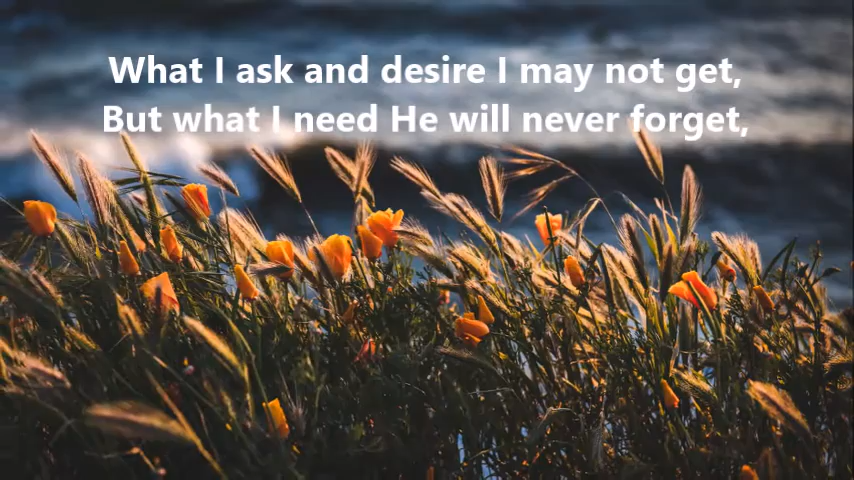 What I ask and desire I may not get,
But what I need He will never forget,